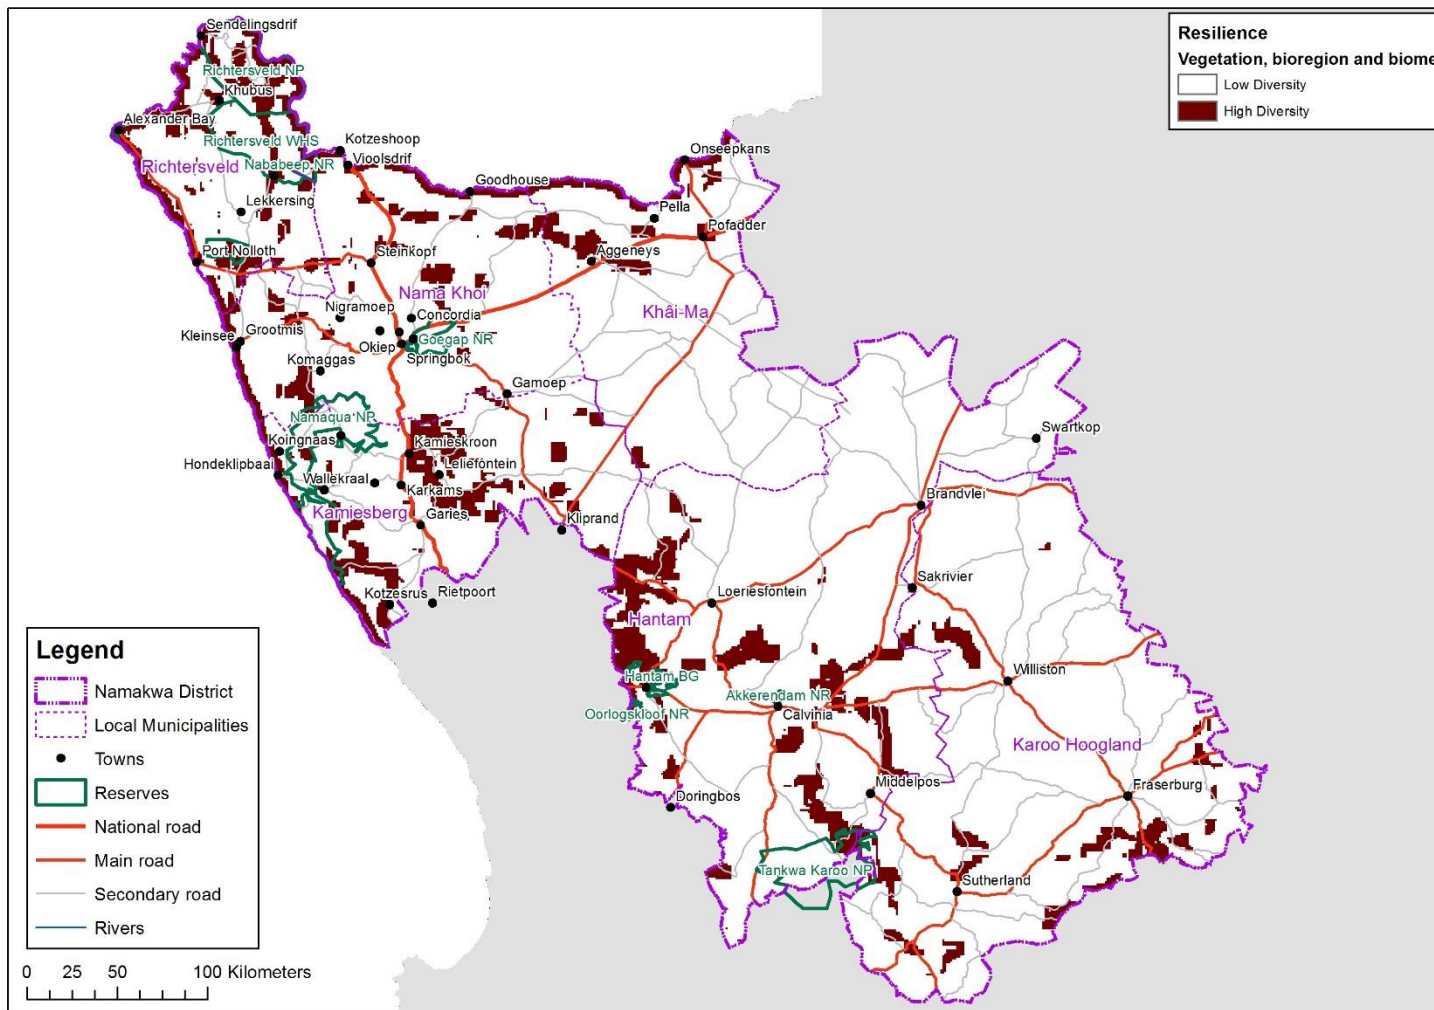 Sendelingsdrif
Richtersveld NP
Khubus
Alexander Bay
Richtersveld WHS
Kotzeshoop
Richtersveld
Nababeep NR
Vioolsdrif
Goodhouse
Onseepkans
Lekkersing
Pella
Pofadder
Port Nolloth
Steinkopf
Aggeneys
Nama Khoi
Nigramoep
Concordia
Khâi-Ma
Kleinsee
Grootmis
Okiep
Goegap NR
Springbok
Komaggas
Gamoep
Namaqua NP
Koingnaas
Kamieskroon
Swartkop
Hondeklipbaai
Wallekraal
Leliefontein
Karkams
Kamiesberg
Garies
Kliprand
Brandvlei
Sakrivier
Kotzesrus
Rietpoort
Loeriesfontein
Hantam
Hantam BG
Williston
Akkerendam NR
Oorlogskloof NR
Calvinia
Karoo Hoogland
Middelpos
Doringbos
Fraserburg
Tankwa Karoo NP
Sutherland
Resilience
Vegetation, bioregion and biome
Low Diversity
High Diversity
Legend
Namakwa District
Local Municipalities
Towns
Reserves
National road
Main road
Secondary road
Rivers
0 25 50 100 Kilometers